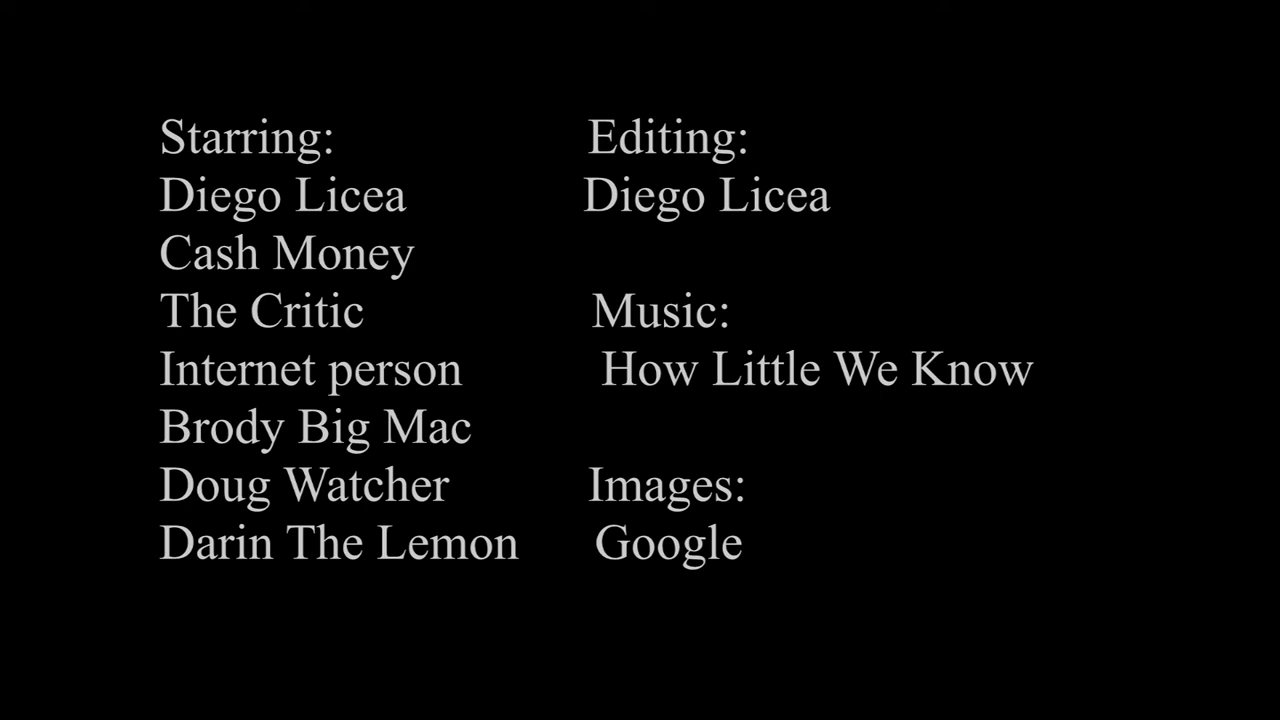 Starring:
Diego Licea
Cash Money
The Critic
Internet person
Brody Big Mac
Doug Watcher
Darin The Lemon
Editing:
Diego Licea
Music:
How Little We Know
Images:
Google